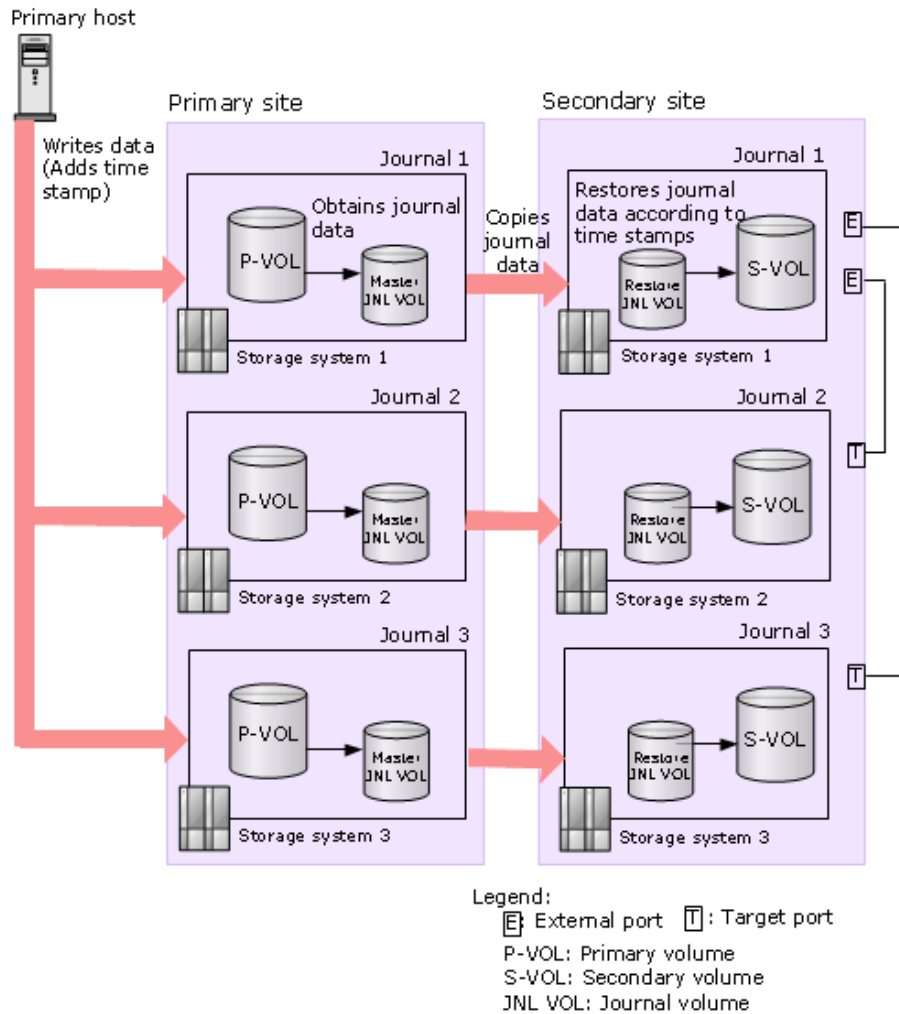 Primary host
Primary site
Secondary site
Writes data
(Adds time
stamp)
Journal 1
Obtains journal
data
P-VOL
Master
JNL VOL
Storage system 1
Copies
journal
data
Journal 1
Restores journal
data according to
time stamps
Restore
JNL VOL
S-VOL
Storage system 1
E
E
Journal 2
P-VOL
Master
JNL VOL
Storage system 2
Journal 2
Restore
JNL VOL
S-VOL
Storage system 2
T
Journal 3
P-VOL
Master
JNL VOL
Storage system 3
Journal 3
Restore
JNL VOL
S-VOL
Storage system 3
T
Legend:
E: External port T: Target port
P-VOL: Primary volume
S-VOL: Secondary volume
JNL VOL: Journal volume